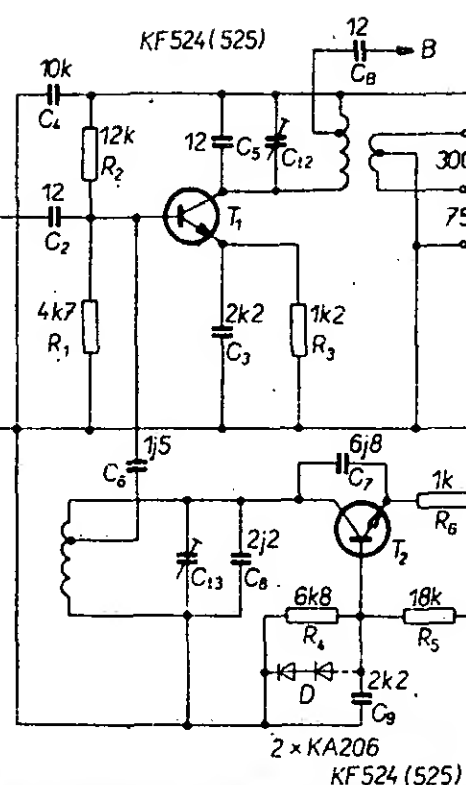 KF524 (525)
12
C8
B
10k
C4
12k
R2
12
C5
C12
300
12
C2
T1
75
4k7
R1
2k2
C3
1k2
R3
1j5
C6
6j8
C7
1k
R6
T2
C13
2j2
C8
6k8
R4
18k
R5
D
2k2
C9
2 x KA206
KF524 (525)